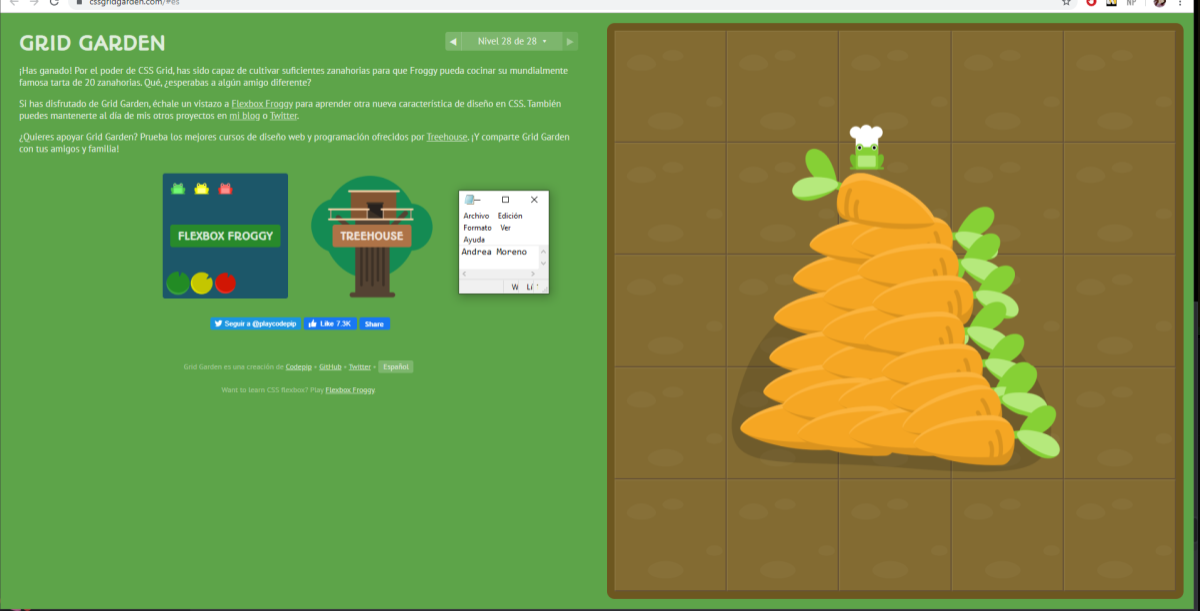 cssgridgarden.com/#es
GRID GARDEN
Nivel 28 de 28
¡Has ganado! Por el poder de CSS Grid, has sido capaz de cultivar suficientes zanahorias para que Froggy pueda cocinar su mundialmente
famosa tarta de 20 zanahorias. Qué, ¿esperabas a algún amigo diferente?
Si has disfrutado de Grid Garden, échale un vistazo a Flexbox Froggy para aprender otra nueva característica de diseño en CSS. También
puedes mantenerte al día de mis otros proyectos en mi blog o Twitter.
¿Quieres apoyar Grid Garden? Prueba los mejores cursos de diseño web y programación ofrecidos por Treehouse. ¡Y comparte Grid Garden
con tus amigos y familia!
FLEXBOX FROGGY
TREEHOUSE
Archivo Edición
Formato Ver
Ayuda
Andrea Moreno
Seguir a @playcodepip
Like 7.3K
Share
Grid Garden es una creación de Codepip • GitHub • Twitter • Español
Want to learn CSS flexbox? Play Flexbox Froggy.